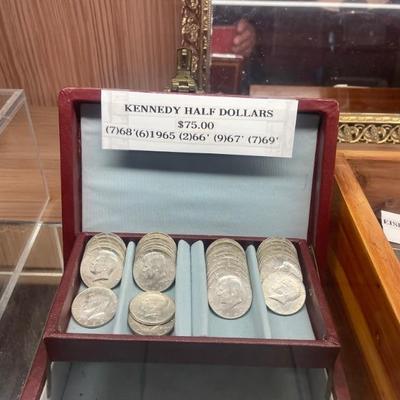 KENNEDY HALF DOLLARS
$75.00
(7)68'(6)1965 (2)66' (9)67' (7)69'